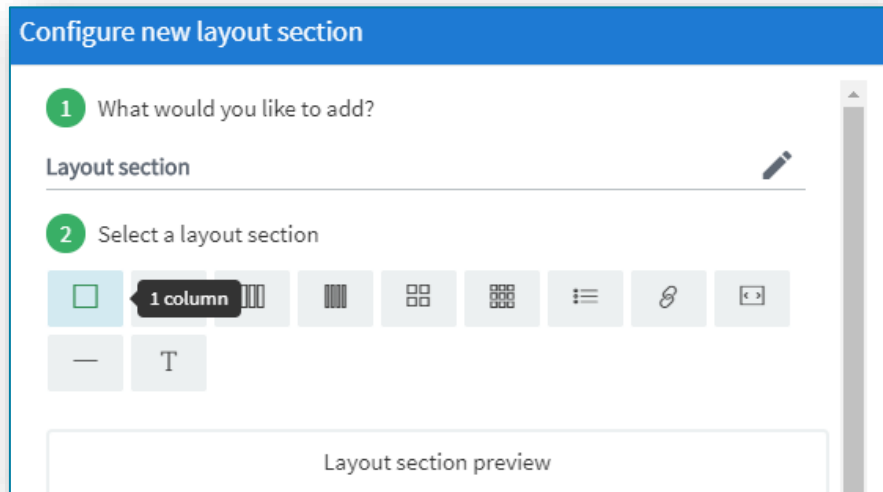 Configure new layout section
1 What would you like to add?
Layout section
2 Select a layout section
1 column
T
Layout section preview